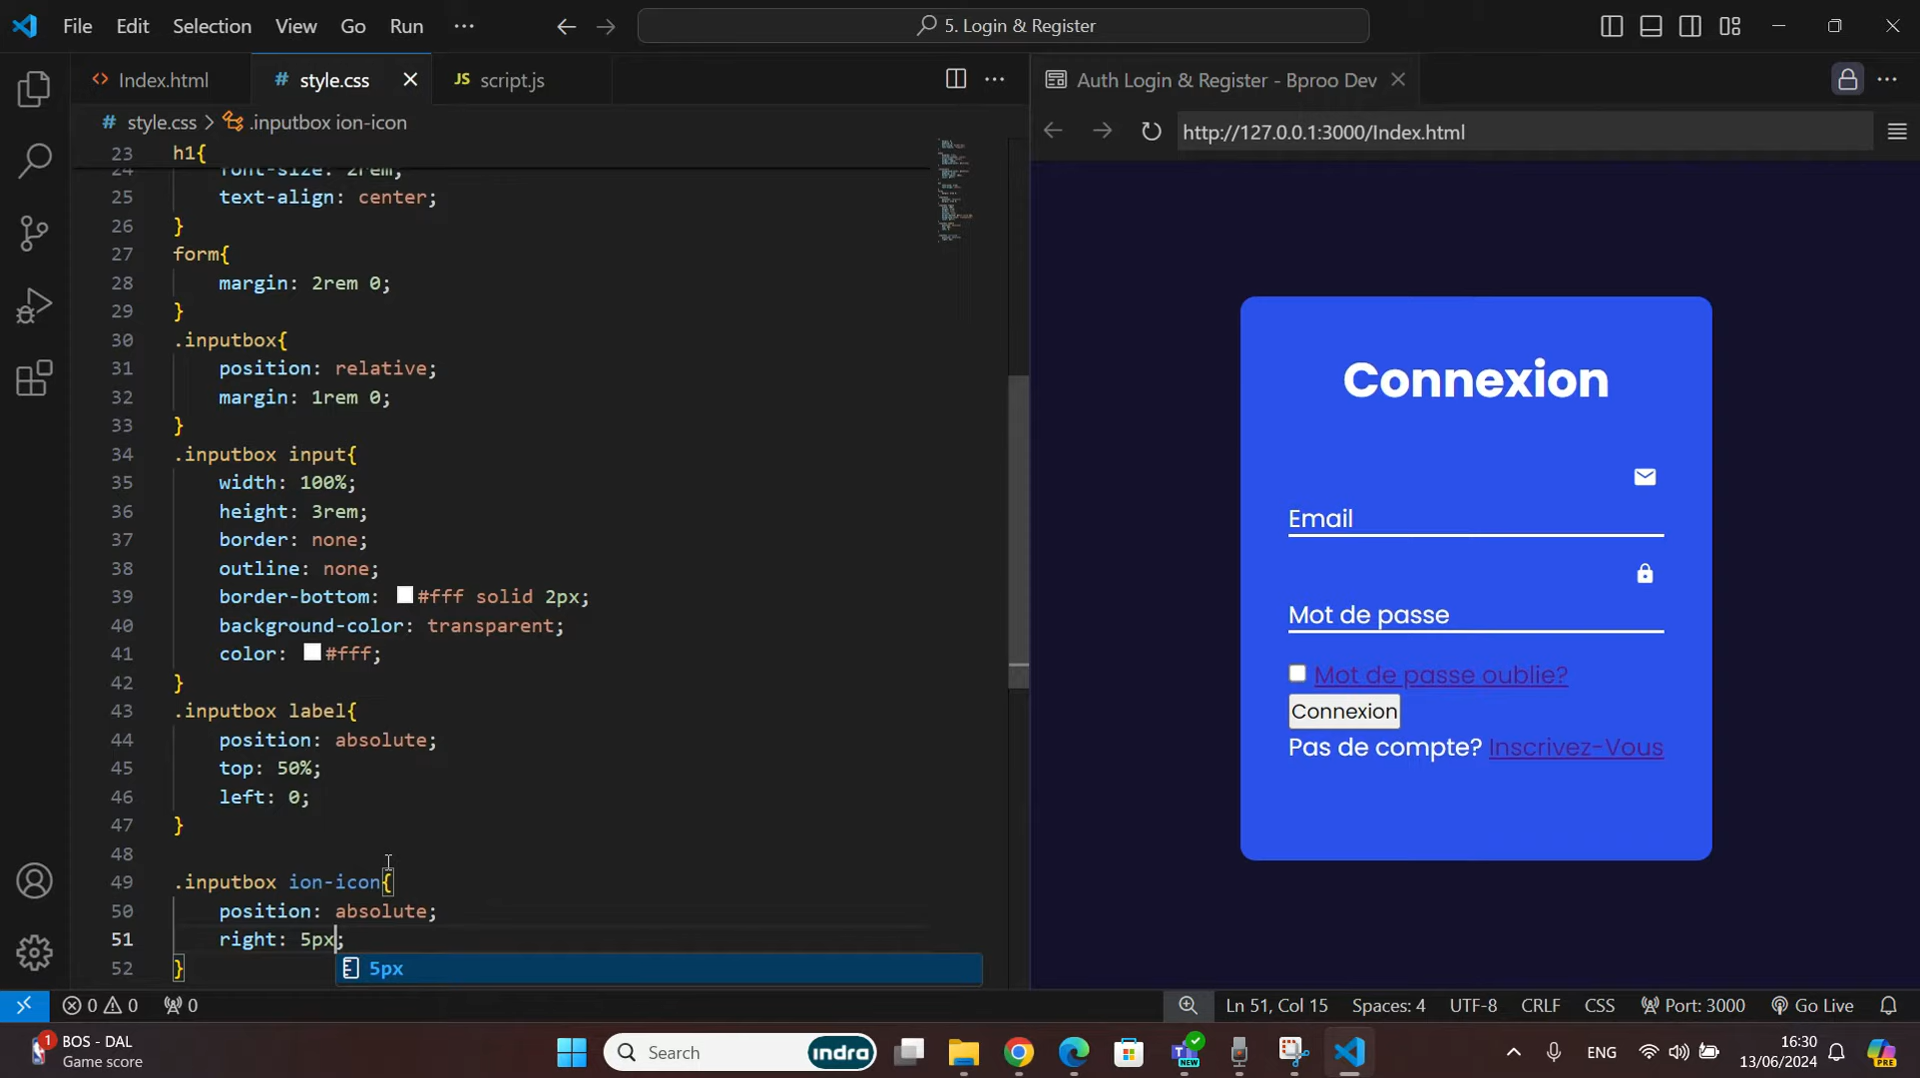 File Edit Selection View Go Run ···
5. Login & Register
<> Index.html
# style.css ×
JS script.js
# style.css > .inputbox ion-icon
23 h1{
24 font-size: 2rem;
25 text-align: center;
26 }
27 form{
28 margin: 2rem 0;
29 }
30 .inputbox{
31 position: relative;
32 margin: 1rem 0;
33 }
34 .inputbox input{
35 width: 100%;
36 height: 3rem;
37 border: none;
38 outline: none;
39 border-bottom: #fff solid 2px;
40 background-color: transparent;
41 color: #fff;
42 }
43 .inputbox label{
44 position: absolute;
45 top: 50%;
46 left: 0;
47 }
48
49 .inputbox ion-icon{
50 position: absolute;
51 right: 5px;
52 }
5px
Auth Login & Register - Bproo Dev
http://127.0.0.1:3000/Index.html
Connexion
Email
Mot de passe
Mot de passe oublie?
Connexion
Pas de compte? Inscrivez-Vous
0 0 0
Ln 51, Col 15 Spaces: 4 UTF-8 CRLF CSS Port: 3000 Go Live
1
BOS - DAL
Game score
Search
indra
NEW
ENG
16:30
13/06/2024
PRE